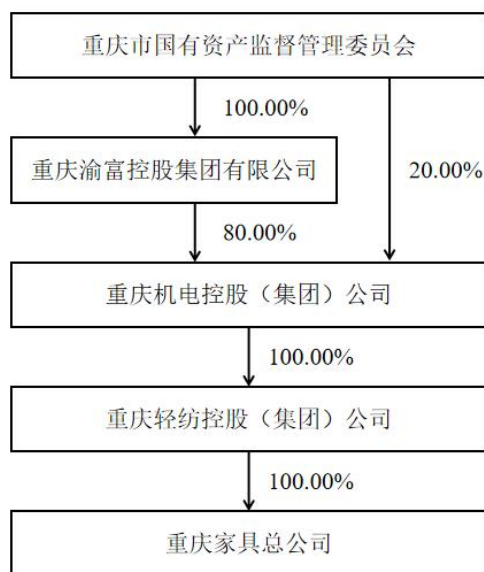 重庆市国有资产监督管理委员会
100.00%
重庆渝富控股集团有限公司
20.00%
80.00%
重庆机电控股（集团）公司
100.00%
重庆轻纺控股（集团）公司
100.00%
重庆家具总公司